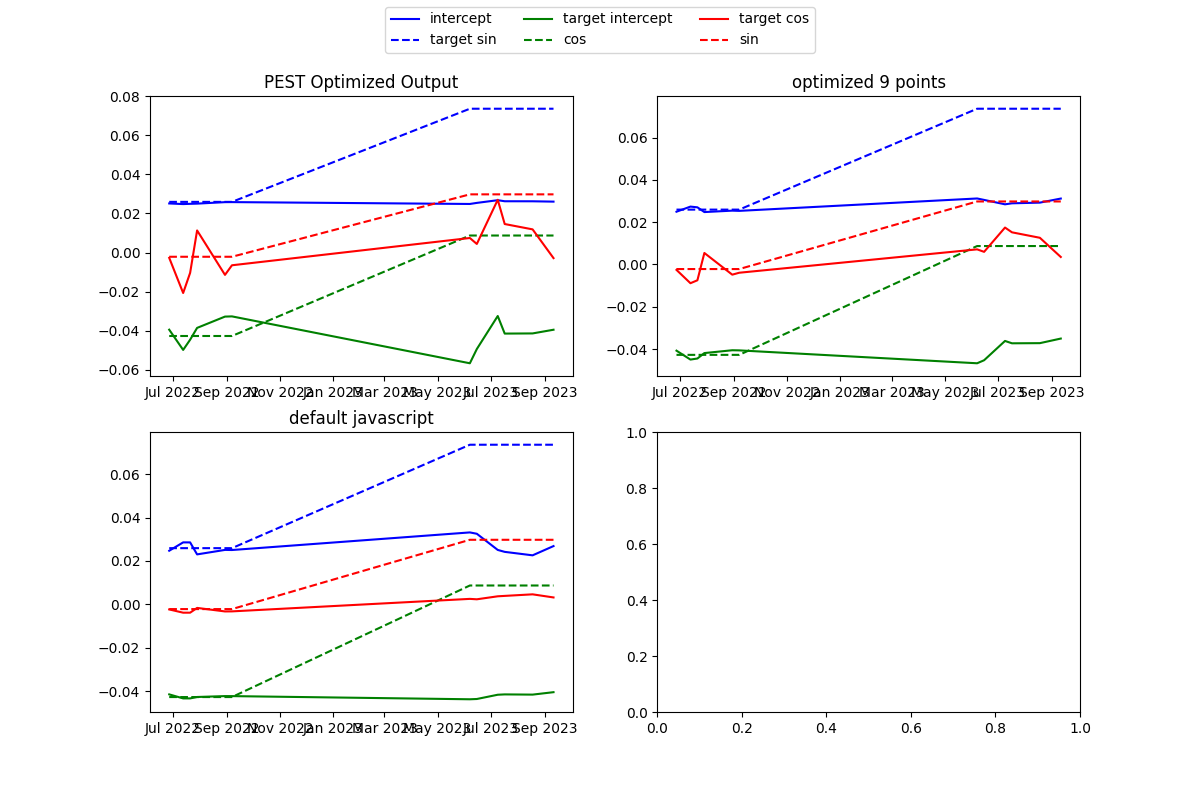 intercept target intercept target cos
target sin cos sin
PEST Optimized Output
0.08
0.06
0.04
0.02
0.00
−0.02
−0.04
−0.06
Jul 2022 Sep 2022 Nov 2022 Jan 2023 Mar 2023 May 2023 Jul 2023 Sep 2023
optimized 9 points
0.06
0.04
0.02
0.00
−0.02
−0.04
Jul 2022 Sep 2022 Nov 2022 Jan 2023 Mar 2023 May 2023 Jul 2023 Sep 2023
default javascript
0.06
0.04
0.02
0.00
−0.02
−0.04
Jul 2022 Sep 2022 Nov 2022 Jan 2023 Mar 2023 May 2023 Jul 2023 Sep 2023
1.0
0.8
0.6
0.4
0.2
0.0
0.0 0.2 0.4 0.6 0.8 1.0